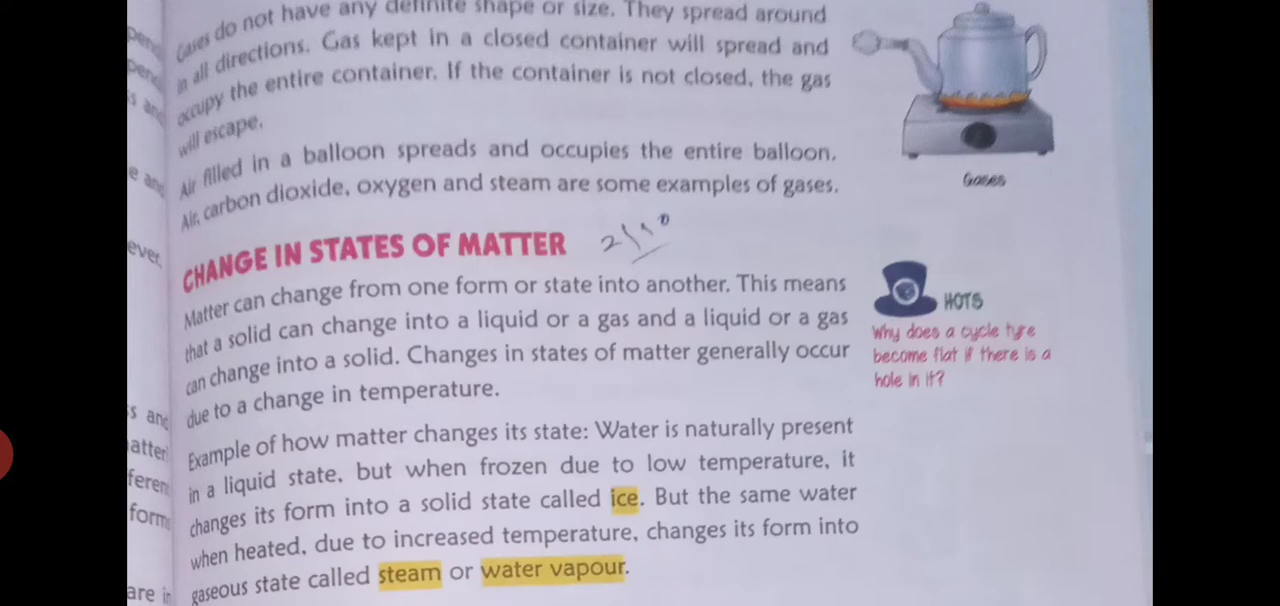 Gases do not have any definite shape or size. They spread around
in all directions. Gas kept in a closed container will spread and
occupy the entire container. If the container is not closed, the gas
will escape.
Air filled in a balloon spreads and occupies the entire balloon.
Air, carbon dioxide, oxygen and steam are some examples of gases.
Gases
CHANGE IN STATES OF MATTER
Matter can change from one form or state into another. This means
that a solid can change into a liquid or a gas and a liquid or a gas
can change into a solid. Changes in states of matter generally occur
due to a change in temperature.
HOTS
Why does a cycle tyre
become flat if there is a
hole in it?
Example of how matter changes its state: Water is naturally present
in a liquid state, but when frozen due to low temperature, it
changes its form into a solid state called ice. But the same water
when heated, due to increased temperature, changes its form into
gaseous state called steam or water vapour.